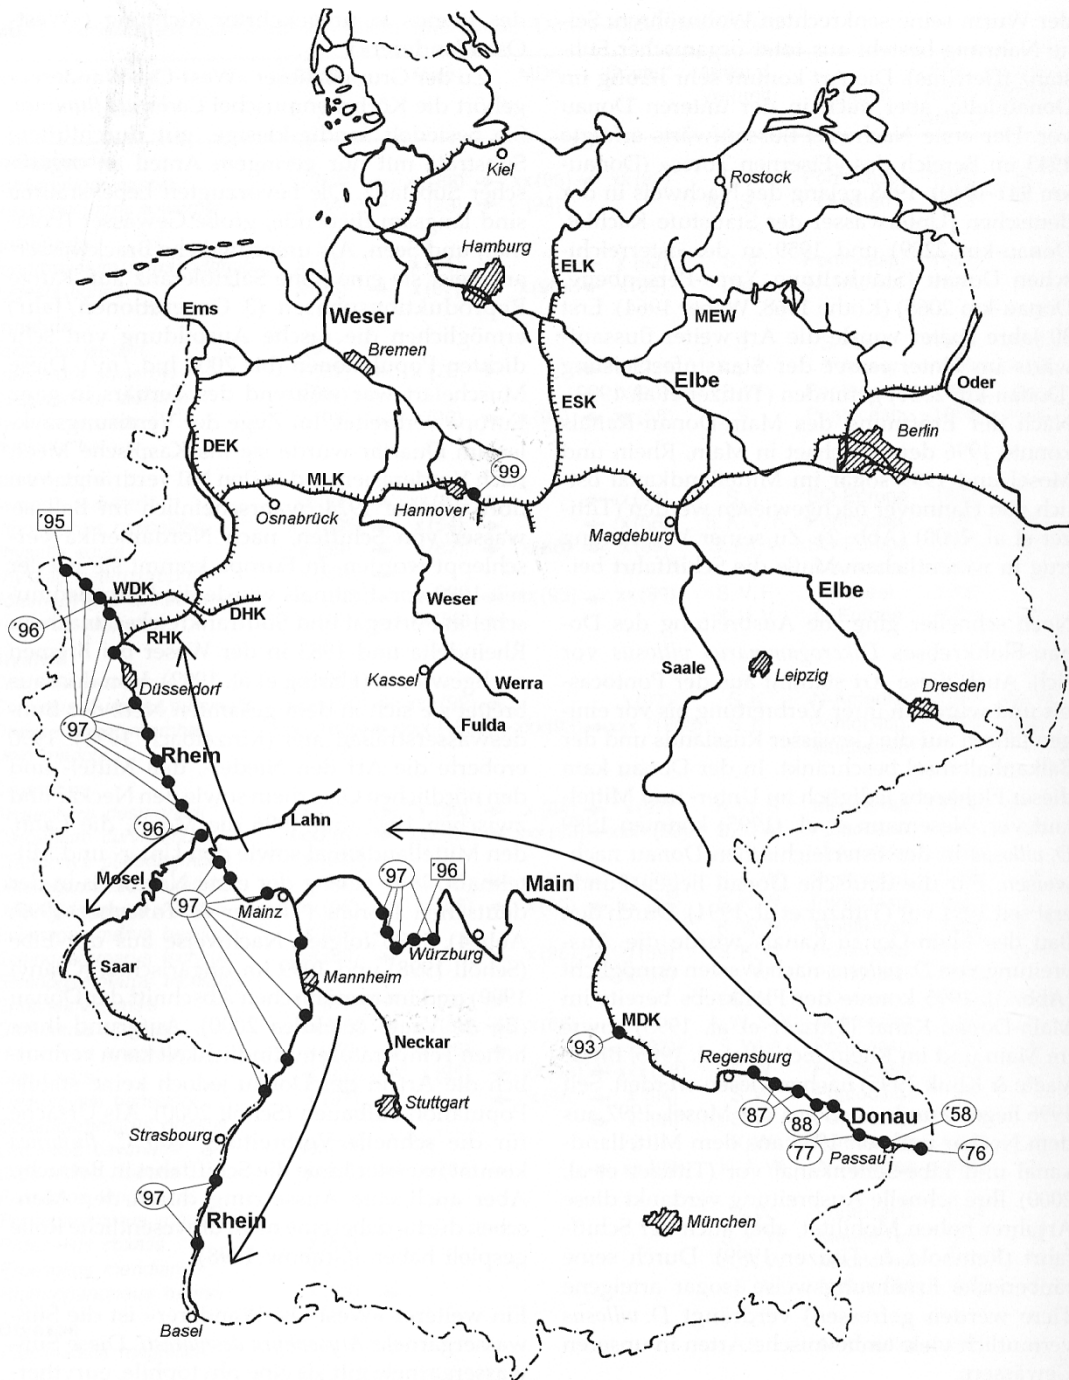 Kiel
Rostock
Hamburg
ELK
Ems
Weser
MEW
Bremen
Elbe
Oder
ESK
Berlin
DEK
MLK
'99
Osnabrück
Hannover
Magdeburg
'95
WDK
Weser
Elbe
DHK
'96
RHK
Kassel
Saale
Leipzig
Düsseldorf
Werra
Dresden
'97
Fulda
Rhein
Lahn
'96
Mosel
'97
'96
Main
'97
Mainz
Würzburg
Saar
Mannheim
MDK
Neckar
'93
Regensburg
Stuttgart
'87
'88
Donau
'58
Strasbourg
'77
Passau
'76
'97
Rhein
München
Basel